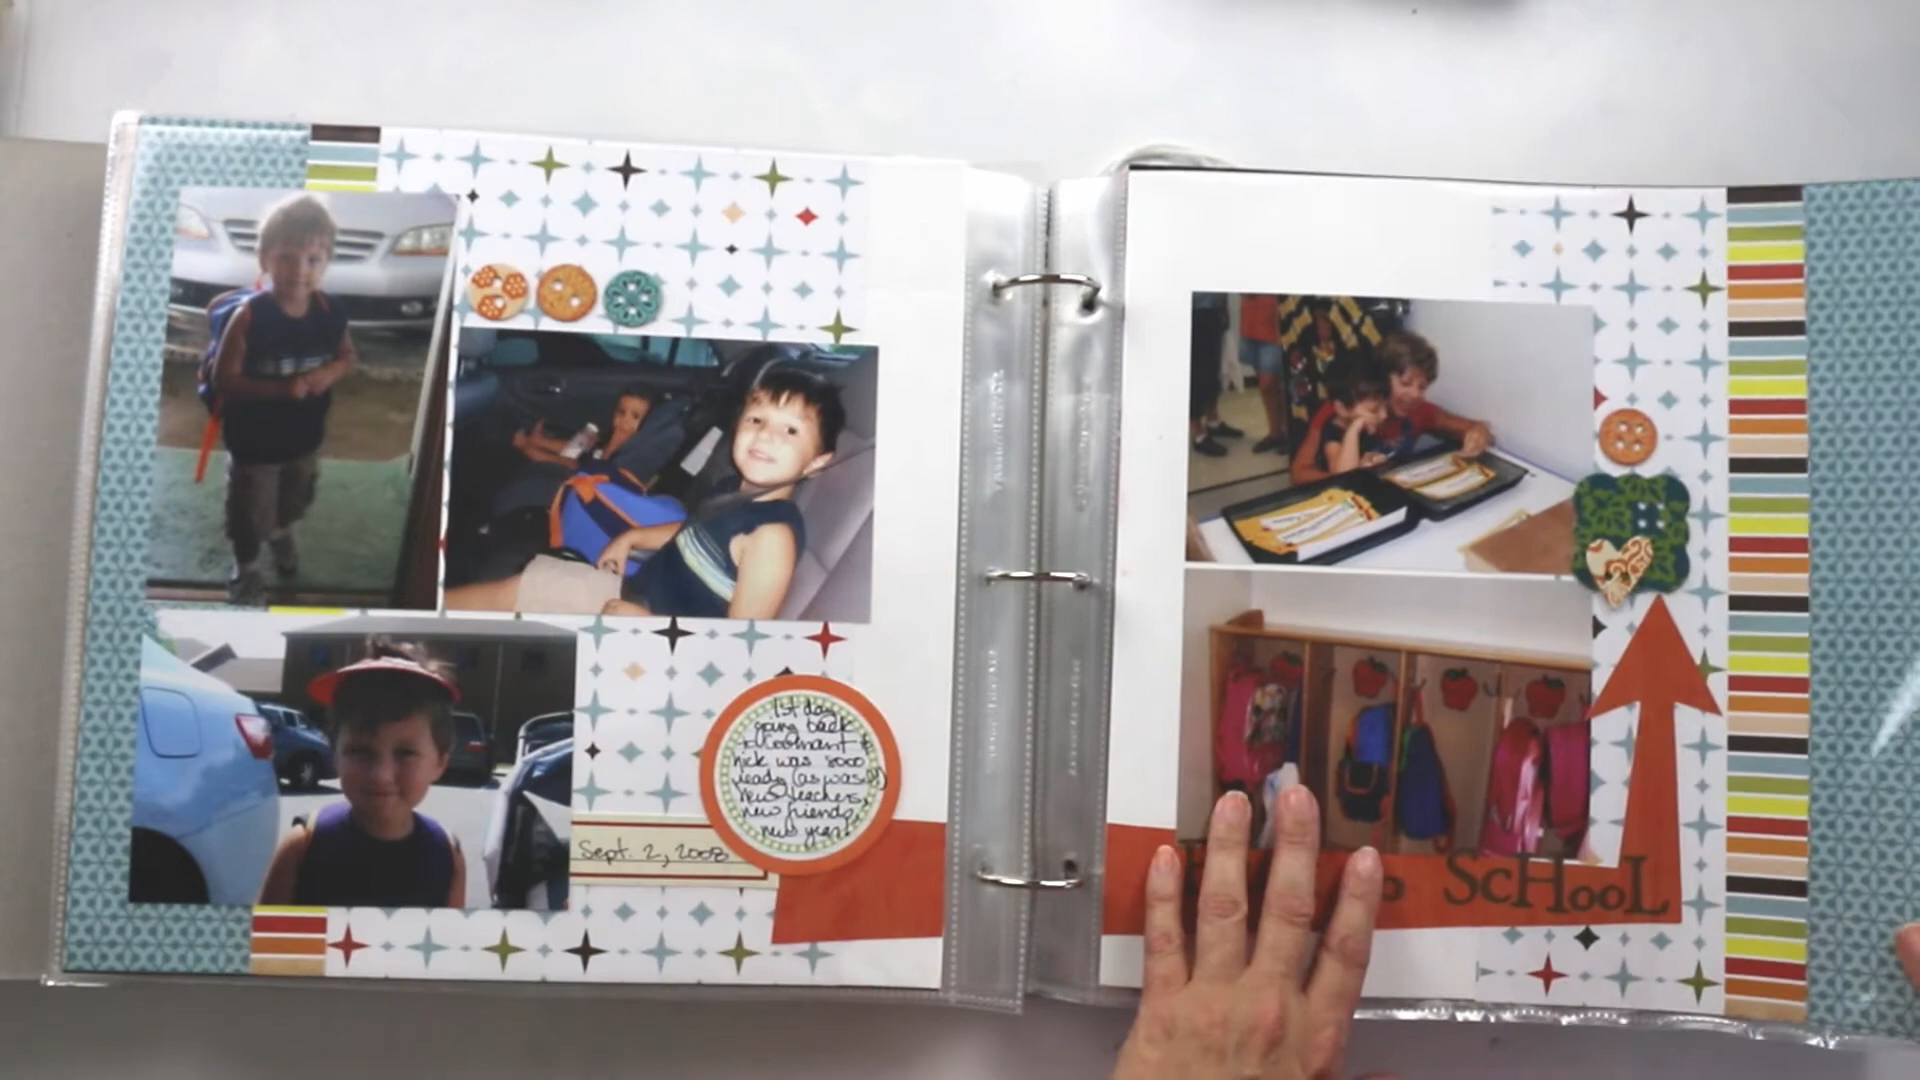 1st day
going back
to Coolmont
Nick was sooo
ready (as was I!)
New teachers,
new friends,
new year.
Sept. 2, 2008
o SCHooL